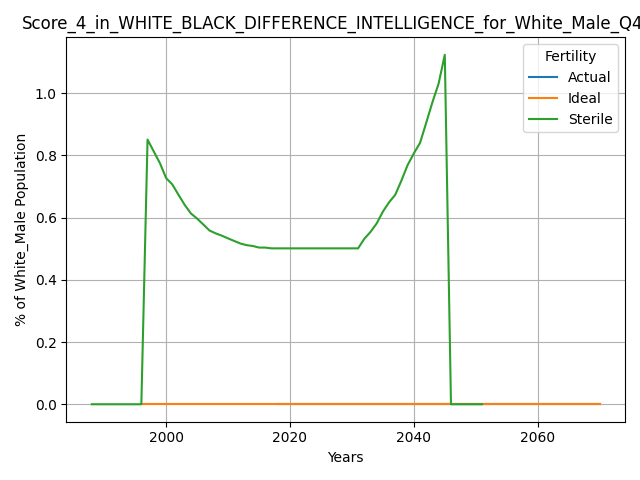 Score_4_in_WHITE_BLACK_DIFFERENCE_INTELLIGENCE_for_White_Male_Q4
Fertility
Actual
Ideal
Sterile
% of White_Male Population
1.0
0.8
0.6
0.4
0.2
0.0
2000
2020
2040
2060
Years